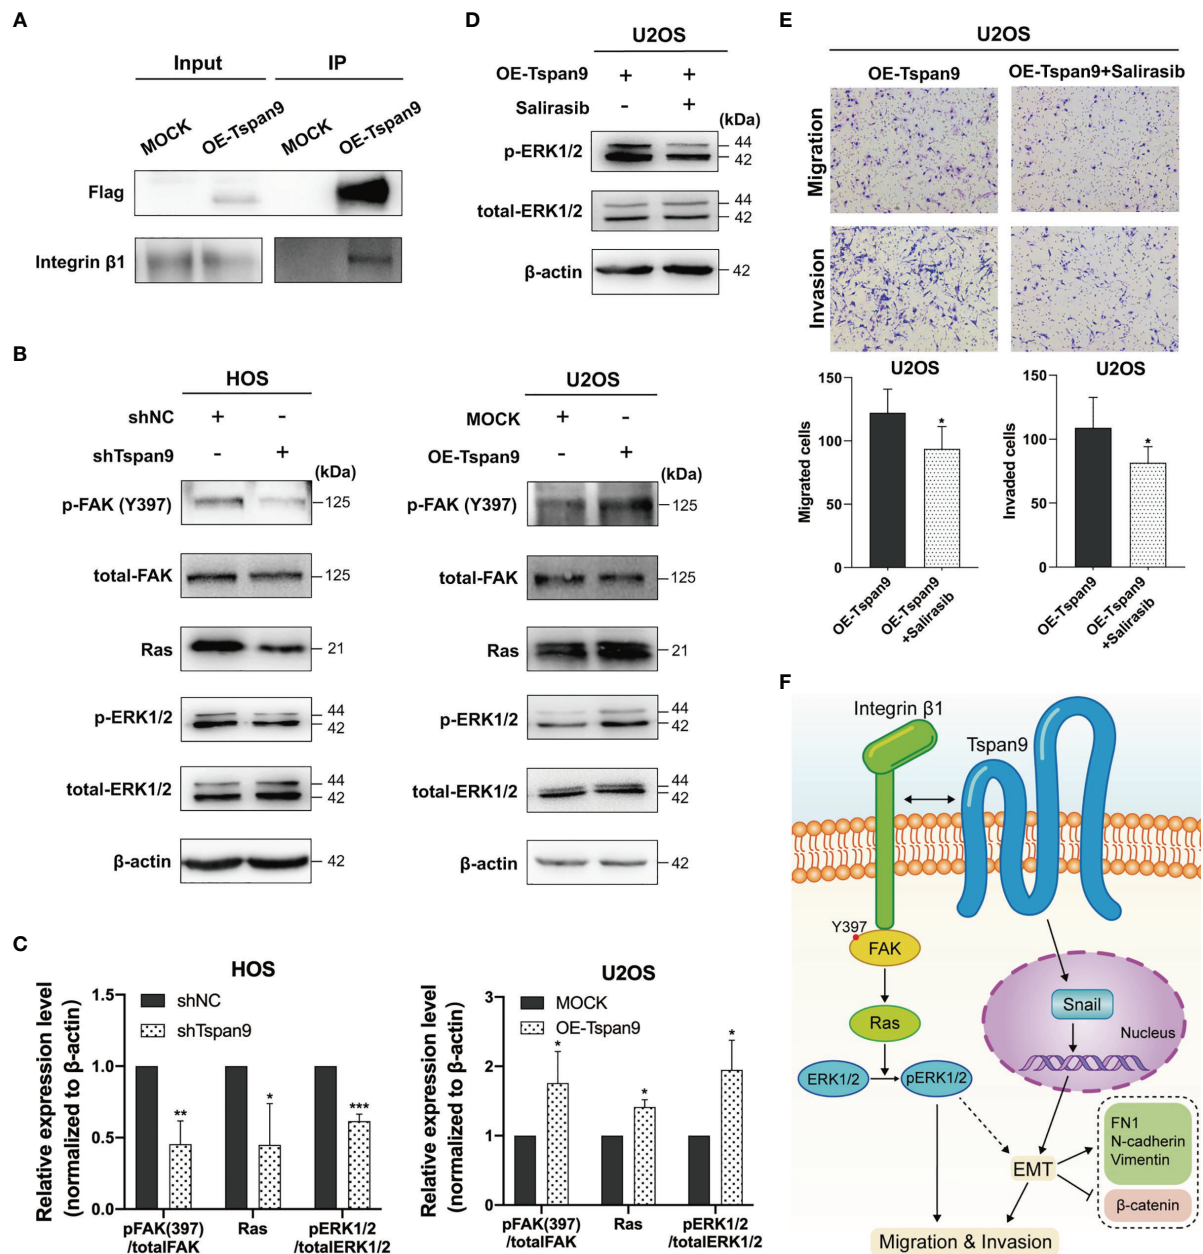 A
Input IP
MOCK OE-Tspan9 MOCK OE-Tspan9
Flag
Integrin β1
B
HOS
shNC + -
shTspan9 - +
(kDa)
p-FAK (Y397) 125
total-FAK 125
Ras 21
p-ERK1/2 44
42
total-ERK1/2 44
42
β-actin 42
U2OS
MOCK + -
OE-Tspan9 - +
(kDa)
p-FAK (Y397) 125
total-FAK 125
Ras 21
p-ERK1/2 44
42
total-ERK1/2 44
42
β-actin 42
C
HOS
Relative expression level
(normalized to β-actin)
1.5
1.0
0.5
0.0
shNC
shTspan9
** * ***
pFAK(397)
/totalFAK
Ras
pERK1/2
/totalERK1/2
U2OS
Relative expression level
(normalized to β-actin)
3
2
1
0
MOCK
OE-Tspan9
* * *
pFAK(397)
/totalFAK
Ras
pERK1/2
/totalERK1/2
D
U2OS
OE-Tspan9 + +
Salirasib - +
(kDa)
p-ERK1/2 44
42
total-ERK1/2 44
42
β-actin 42
E
U2OS
OE-Tspan9 OE-Tspan9+Salirasib
Migration
Invasion
U2OS
Migrated cells
150
100
50
0
*
OE-Tspan9
OE-Tspan9
+Salirasib
U2OS
Invaded cells
150
100
50
0
*
OE-Tspan9
OE-Tspan9
+Salirasib
F
Integrin β1
Tspan9
Y397
FAK
Ras
ERK1/2
pERK1/2
Snail
Nucleus
EMT
FN1
N-cadherin
Vimentin
β-catenin
Migration & Invasion